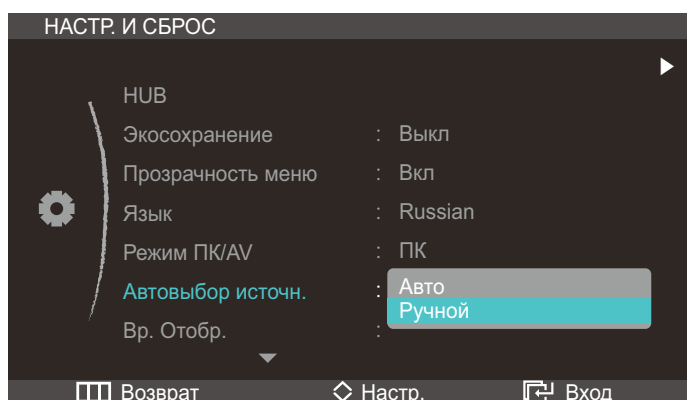 НАСТР. И СБРОС
HUB
Экосохранение : Выкл
Прозрачность меню : Вкл
Язык : Russian
Режим ПК/AV : ПК
Автовыбор источн. : Авто
Ручной
Вр. Отобр. :
Возврат Настр. Вход